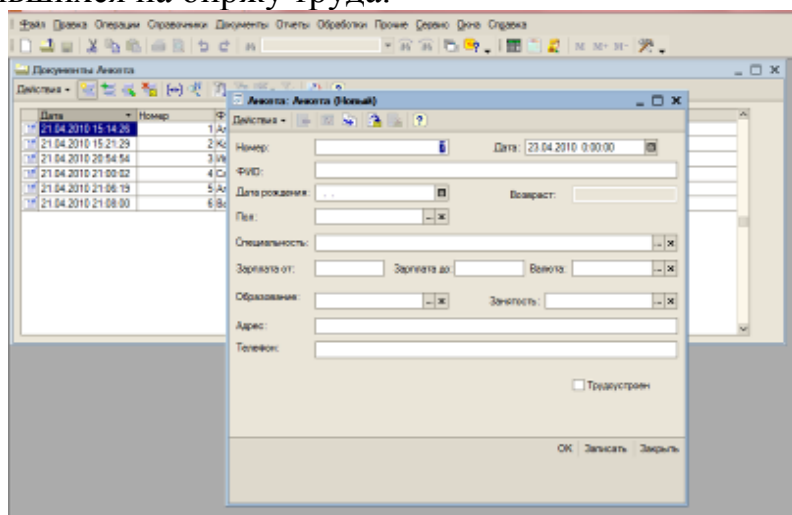 вшихся на биржу труда.
Файл Правка Операции Справочники Документы Отчеты Обработки Прочие Сервис Окна Справка
М М+ М-
Документы Анкета
Действия
Анкета: Анкета (Новый)
Дата Номер Ф
Действия
21.04.2010 15:14:26 1
21.04.2010 15:21:29 2
21.04.2010 20:54:54 3
21.04.2010 21:00:02 4
21.04.2010 21:06:19 5
21.04.2010 21:08:00 6
Номер: 7 Дата: 23.04.2010 0:00:00
ФИО:
Дата рождения: . . Возраст:
Пол:
Специальность:
Зарплата от: Зарплата до: Валюта:
Образование: Занятость:
Адрес:
Телефон:
Трудоустроен
OK Записать Закрыть